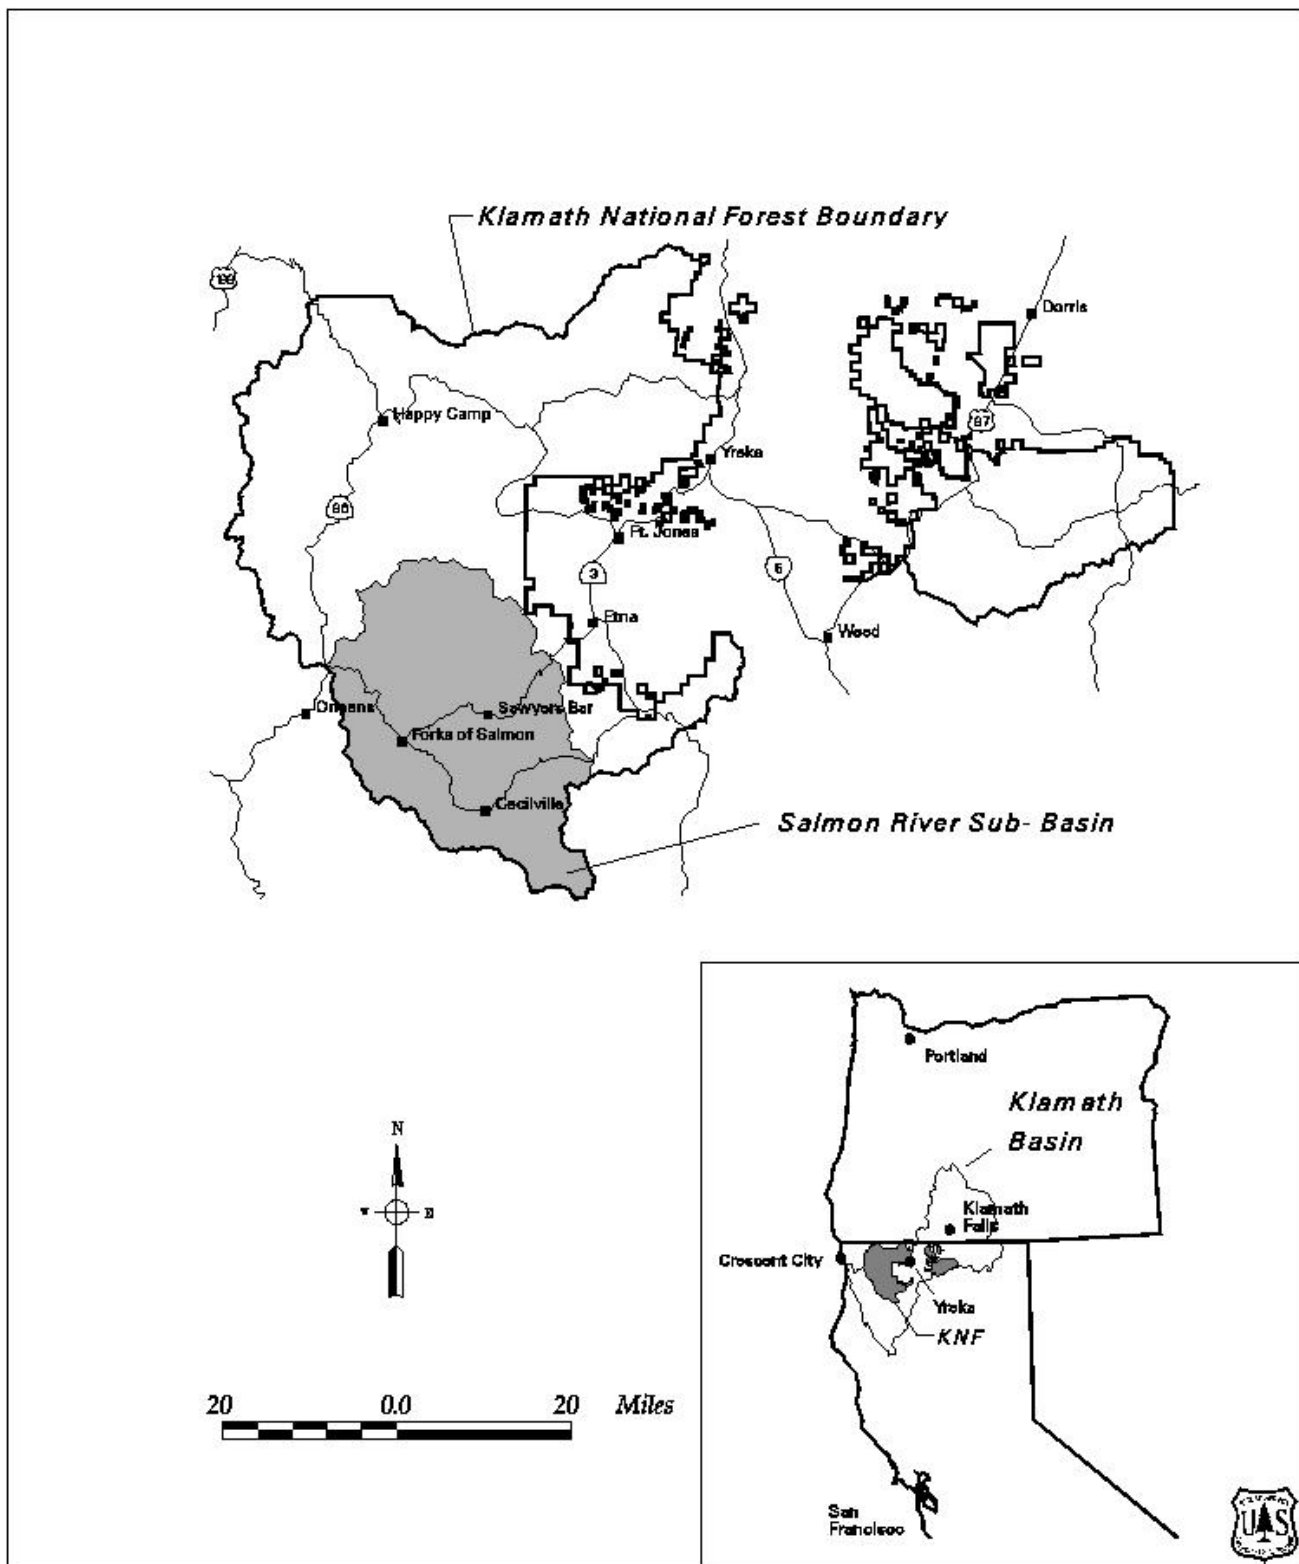 Klamath National Forest Boundary
199
Dorris
Happy Camp
97
Yreka
96
Ft. Jones
3
5
Etna
Weed
Orleans
Sawyers Bar
Forks of Salmon
Cecilville
Salmon River Sub- Basin
Portland
Klamath
Basin
N
W E
Klamath
Falls
Crescent City
Yreka
KNF
20 0.0 20 Miles
San
Francisco
U S